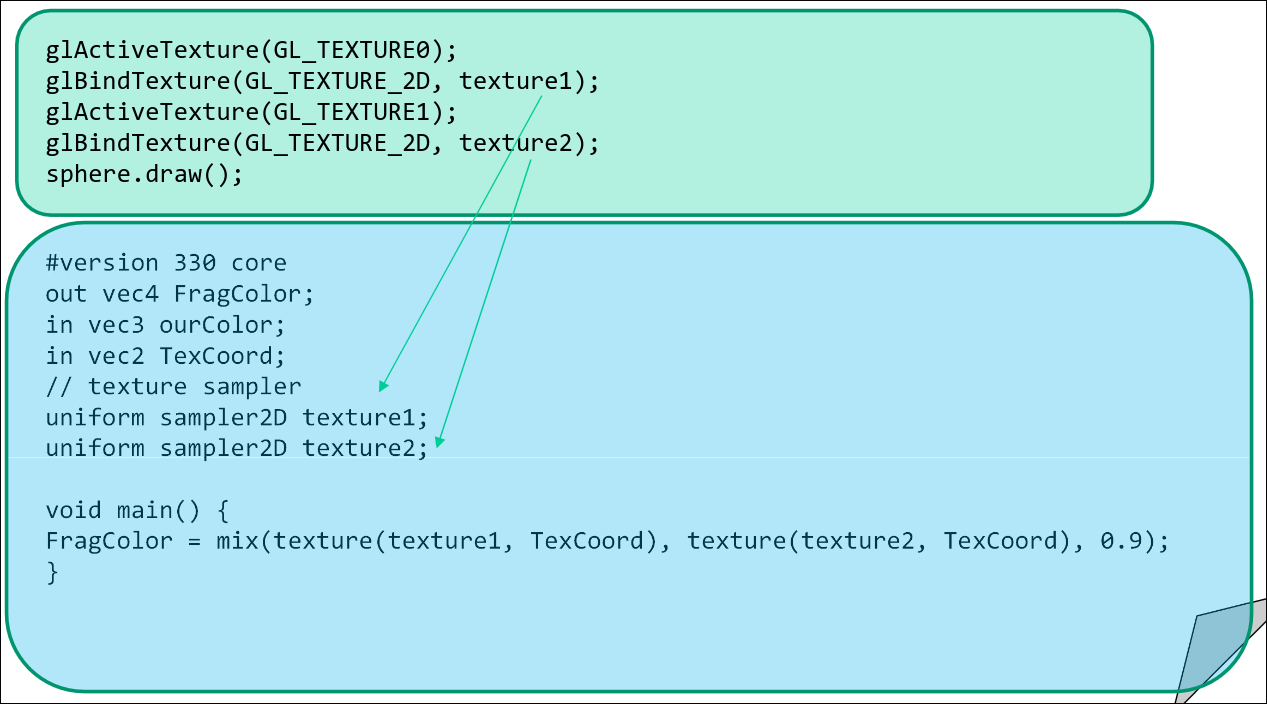 glActiveTexture(GL_TEXTURE0);
glBindTexture(GL_TEXTURE_2D, texture1);
glActiveTexture(GL_TEXTURE1);
glBindTexture(GL_TEXTURE_2D, texture2);
sphere.draw();
#version 330 core
out vec4 FragColor;
in vec3 ourColor;
in vec2 TexCoord;
// texture sampler
uniform sampler2D texture1;
uniform sampler2D texture2;
void main() {
FragColor = mix(texture(texture1, TexCoord), texture(texture2, TexCoord), 0.9);
}